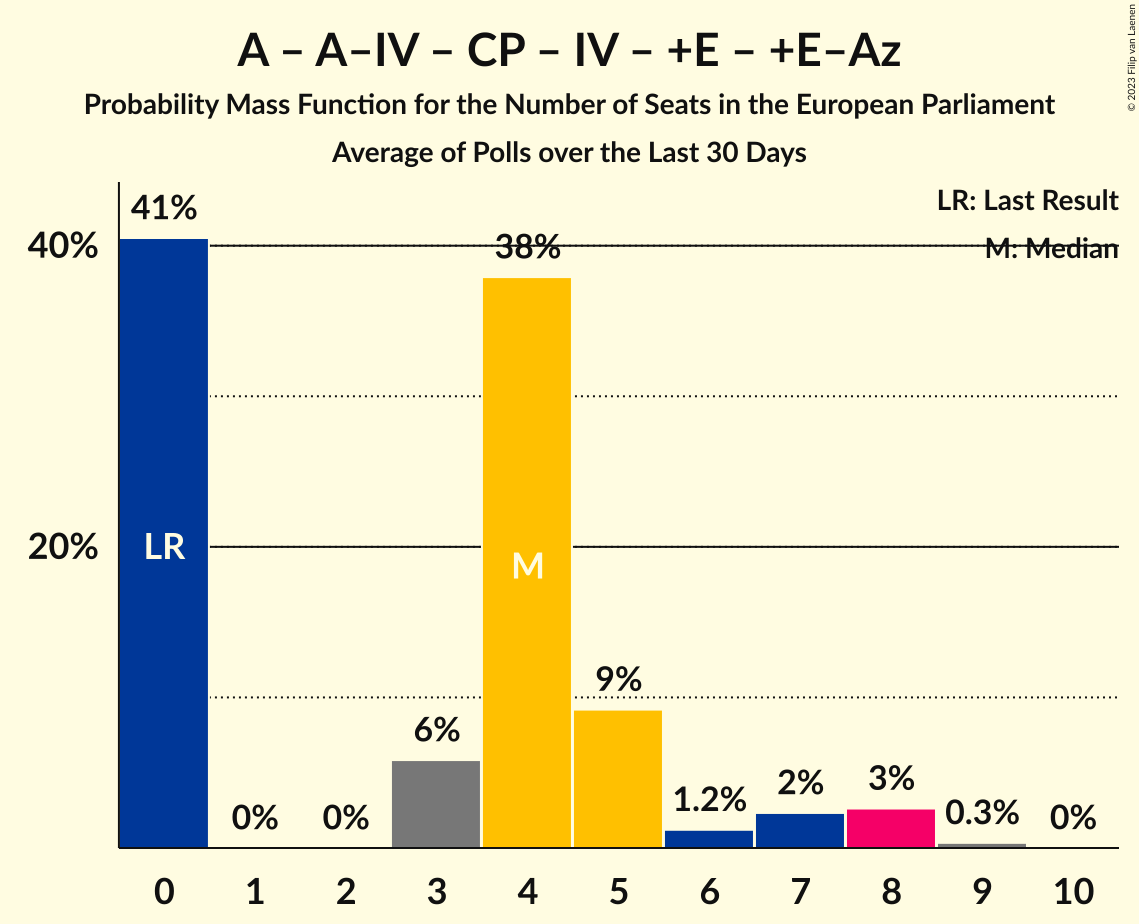 A – A–IV – CP – IV – +E – +E–Az
Probability Mass Function for the Number of Seats in the European Parliament
Average of Polls over the Last 30 Days
© 2023 Filip van Laenen
LR: Last Result
M: Median
41%
40%
38%
20%
LR
M
9%
6%
0%
0%
1.2%
2%
3%
0.3%
0%
0 1 2 3 4 5 6 7 8 9 10